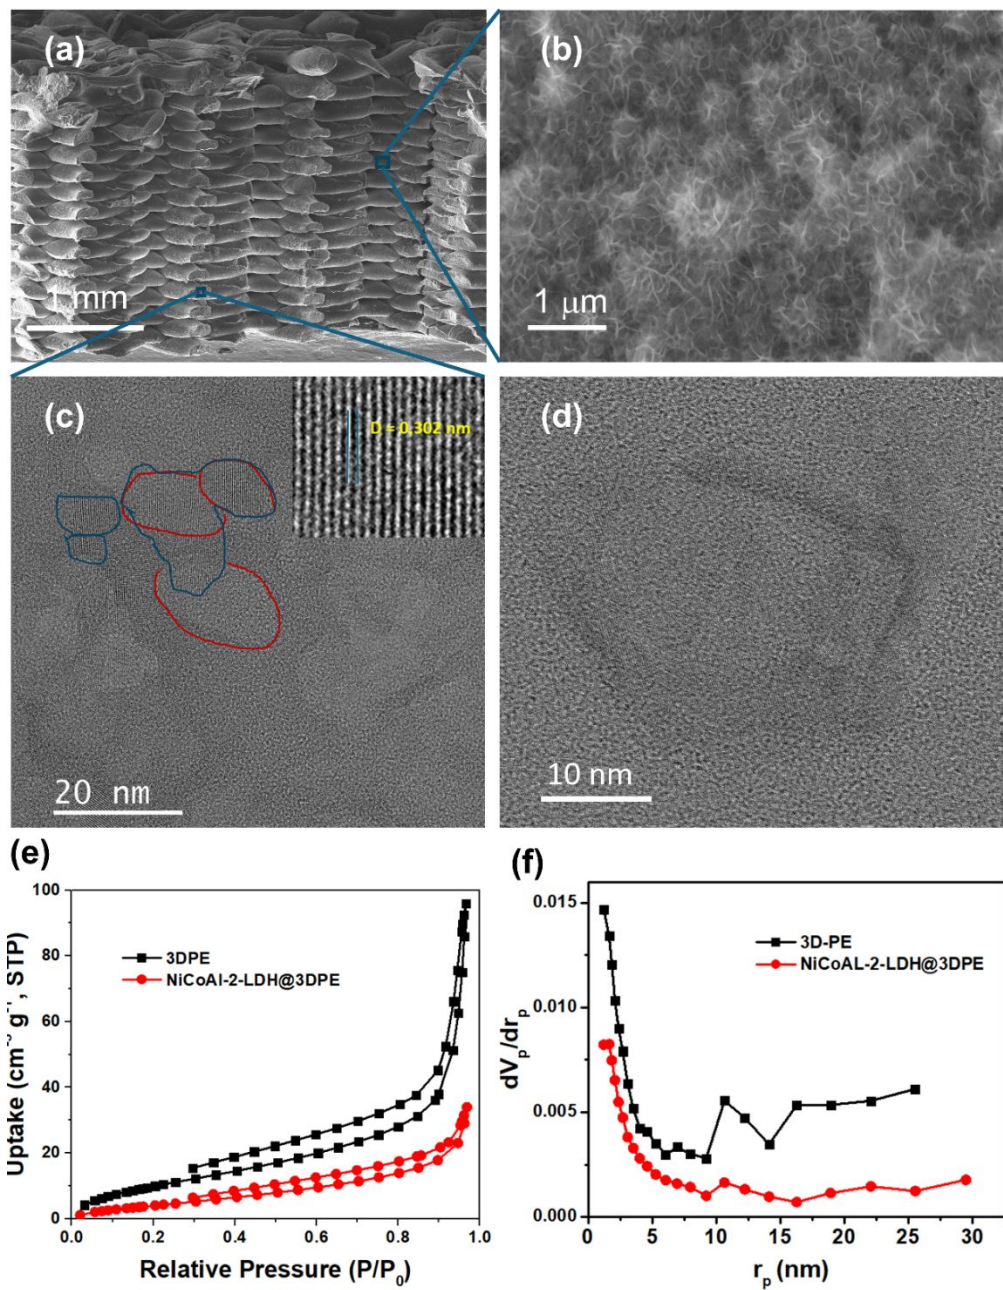 (a)
1 mm
(b)
1 μm
(c)
D = 0.302 nm
20 nm
(d)
10 nm
(e)
100
80
60
40
20
0
0.0 0.2 0.4 0.6 0.8 1.0
Uptake (cm⁻³ g⁻¹, STP)
Relative Pressure (P/P₀)
3DPE
NiCoAl-2-LDH@3DPE
(f)
0.015
0.010
0.005
0.000
0 5 10 15 20 25 30
dVₚ/drₚ
rₚ (nm)
3D-PE
NiCoAL-2-LDH@3DPE